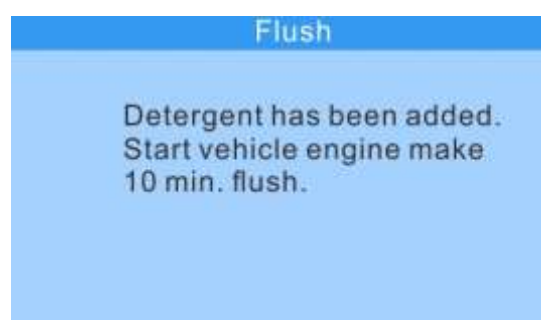 Flush
Detergent has been added.
Start vehicle engine make
10 min. flush.